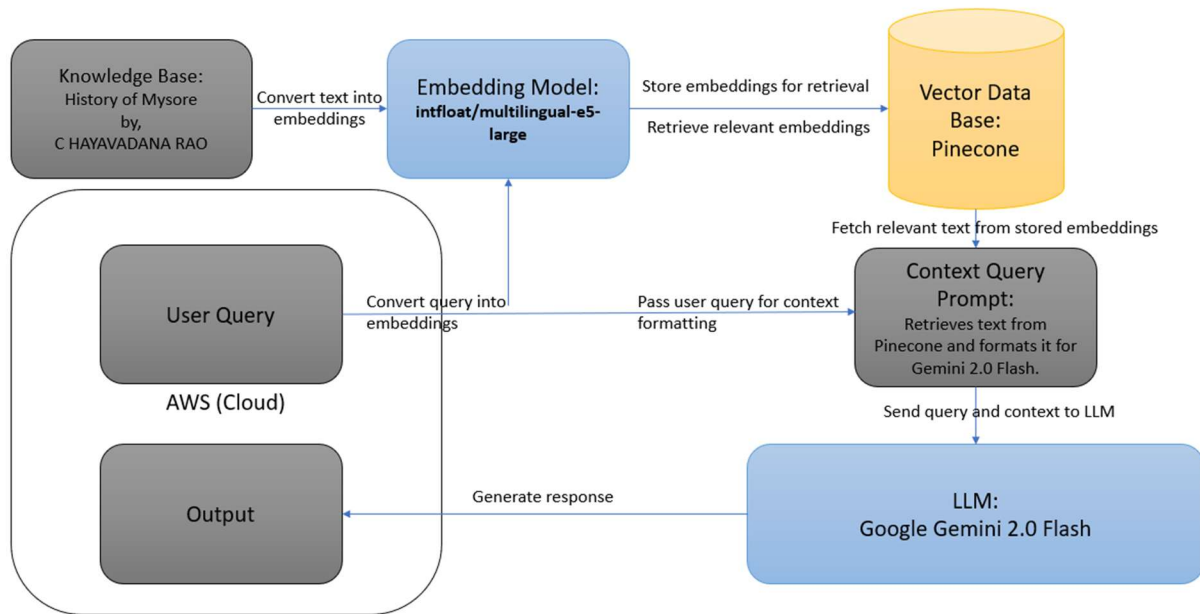 Knowledge Base:
History of Mysore
by,
C HAYAVADANA RAO
Convert text into
embeddings
Embedding Model:
intfloat/multilingual-e5-
large
Store embeddings for retrieval
Retrieve relevant embeddings
Vector Data
Base:
Pinecone
Fetch relevant text from stored embeddings
User Query
Convert query into
embeddings
Pass user query for context
formatting
Context Query
Prompt:
Retrieves text from
Pinecone and formats it for
Gemini 2.0 Flash.
AWS (Cloud)
Send query and context to LLM
Output
Generate response
LLM:
Google Gemini 2.0 Flash